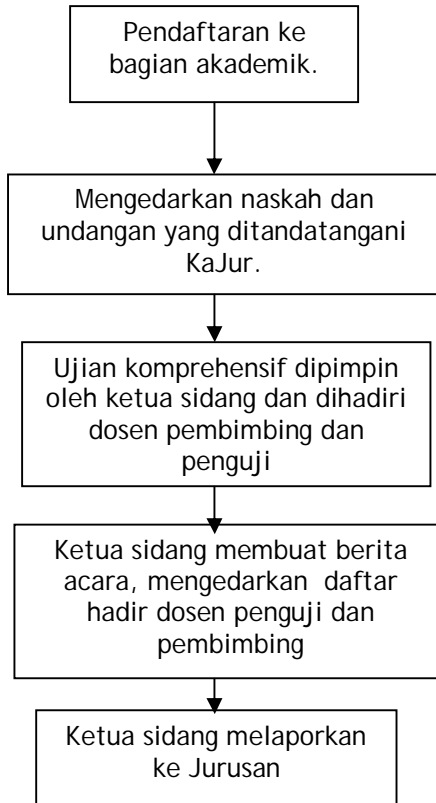 Pendaftaran ke
bagian akademik.
Mengedarkan naskah dan
undangan yang ditandatangani
KaJur.
Ujian komprehensif dipimpin
oleh ketua sidang dan dihadiri
dosen pembimbing dan
penguji
Ketua sidang membuat berita
acara, mengedarkan daftar
hadir dosen penguji dan
pembimbing
Ketua sidang melaporkan
ke Jurusan